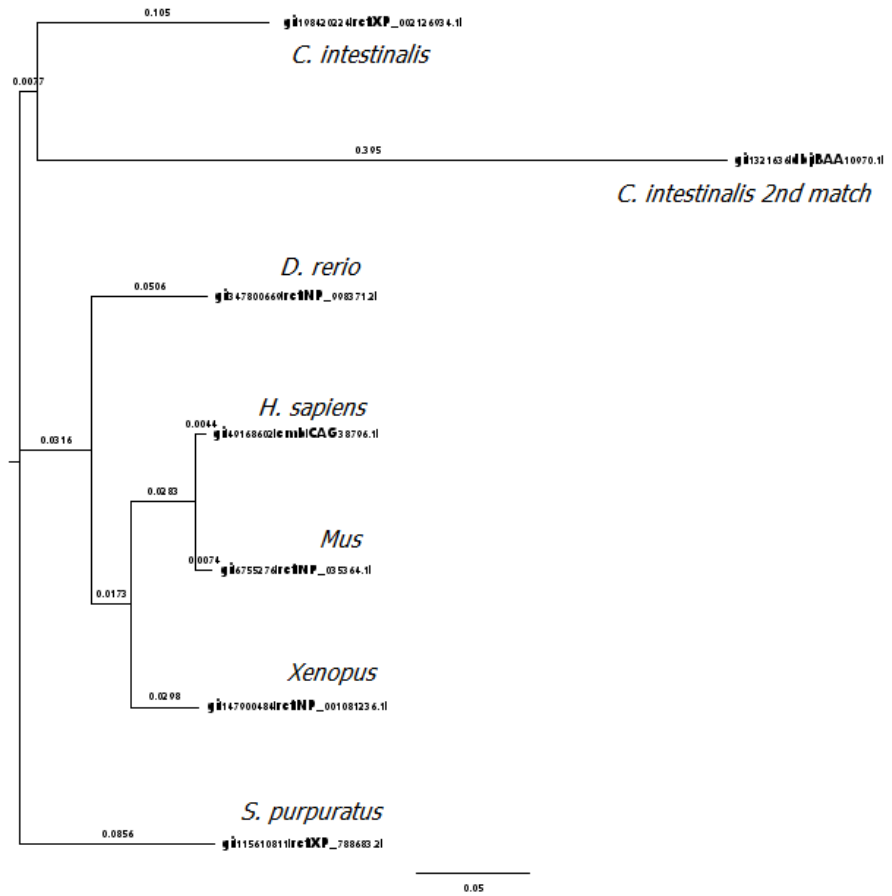 0.105
gi|198420224|ref|XP_002126934.1|
C. intestinalis
0.0077
0.395
gi|1321636|dbj|BAA10970.1|
C. intestinalis 2nd match
D. rerio
0.0506
gi|347800669|ref|NP_998371.2|
H. sapiens
0.0044
gi|49168602|emb|CAG38796.1|
0.0316
0.0283
Mus
0.0074
gi|6755276|ref|NP_035364.1|
0.0173
Xenopus
0.0298
gi|147900484|ref|NP_001081236.1|
S. purpuratus
0.0856
gi|115610811|ref|XP_788683.2|
0.05